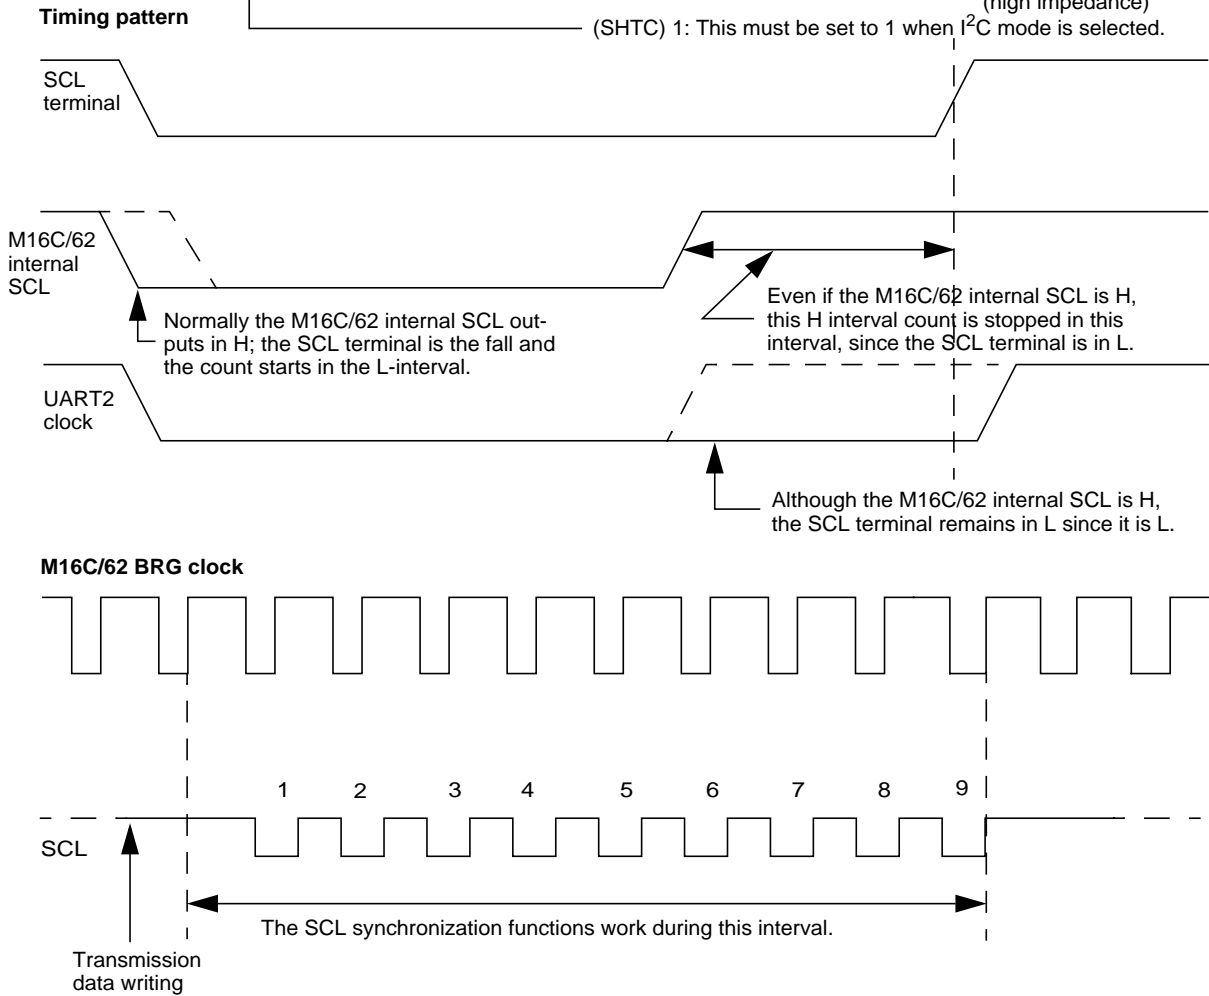 (high impedance)
Timing pattern
(SHTC) 1: This must be set to 1 when I2C mode is selected.
SCL
terminal
M16C/62
internal
SCL
Even if the M16C/62 internal SCL is H,
this H interval count is stopped in this
interval, since the SCL terminal is in L.
Normally the M16C/62 internal SCL out-
puts in H; the SCL terminal is the fall and
the count starts in the L-interval.
UART2
clock
Although the M16C/62 internal SCL is H,
the SCL terminal remains in L since it is L.
M16C/62 BRG clock
1 2 3 4 5 6 7 8 9
SCL
The SCL synchronization functions work during this interval.
Transmission
data writing